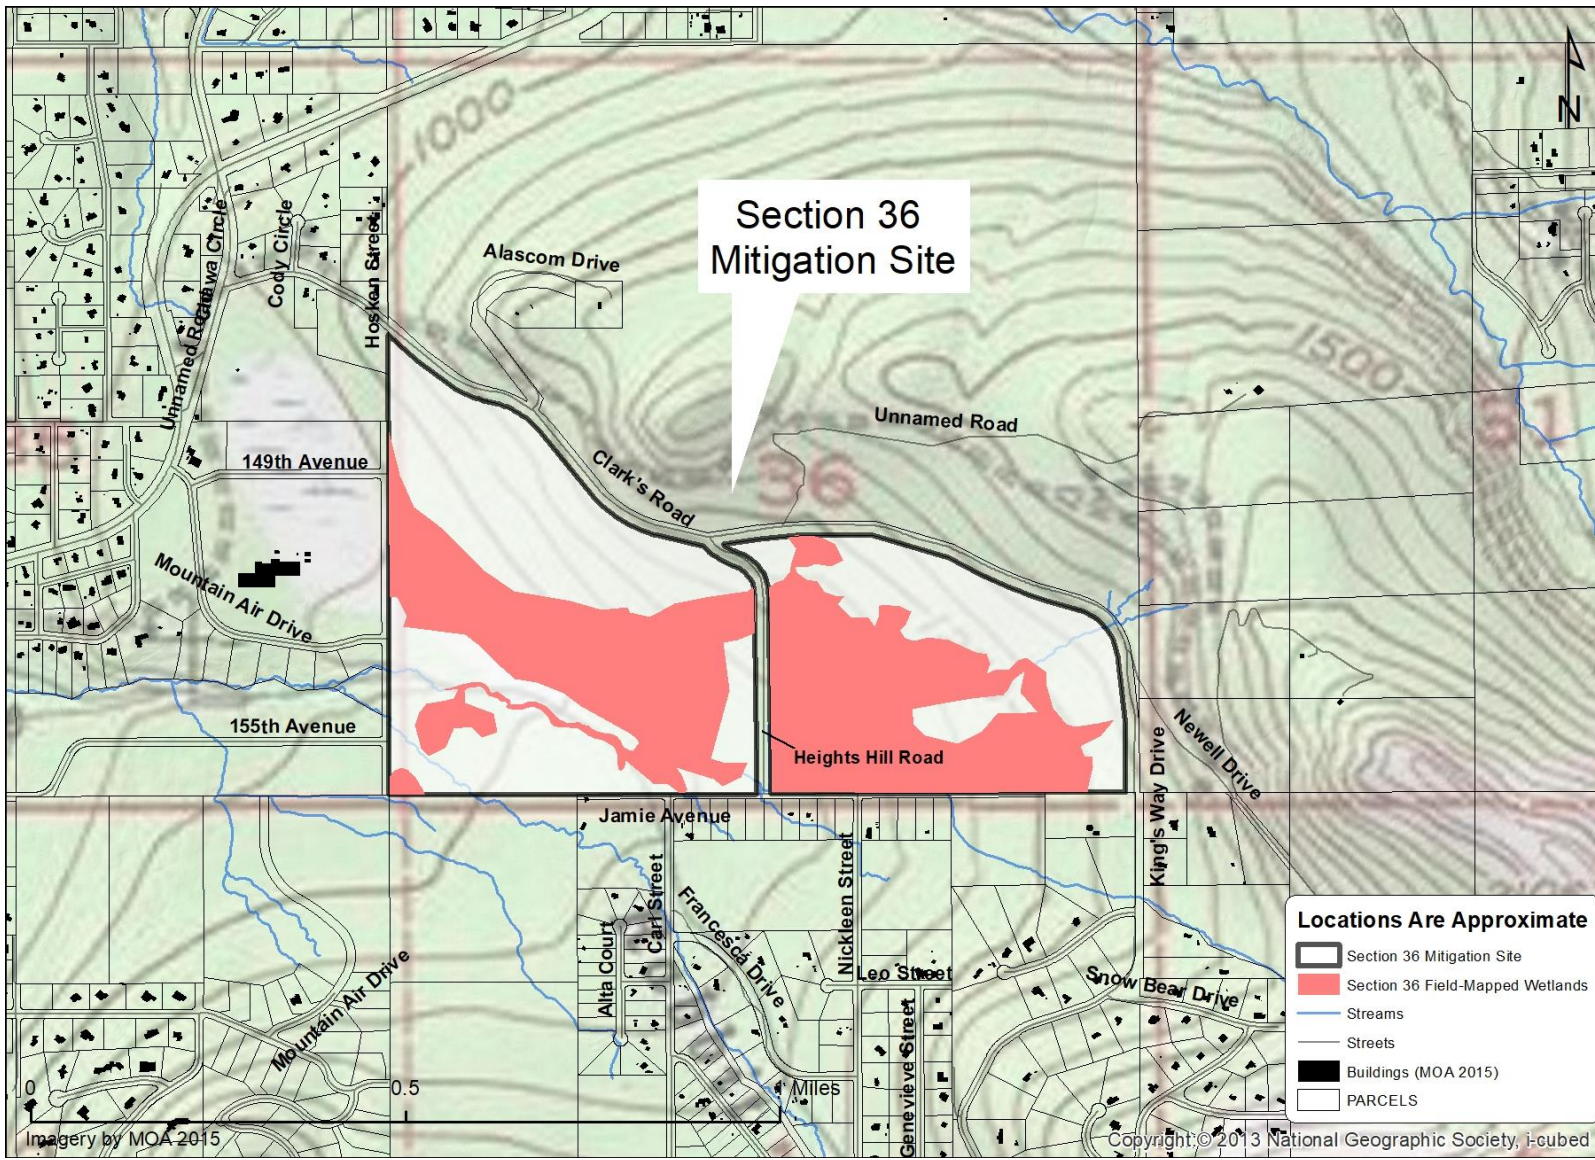 1000
N
Section 36
Mitigation Site
Alascom Drive
Cody Circle
Hosken Street
Unnamed Road
1500
Unnamed Road
149th Avenue
Clark's Road
36
31
Mountain Air Drive
155th Avenue
Heights Hill Road
Newell Drive
King's Way Drive
Jamie Avenue
Carl Street
Nickleen Street
Francesca Drive
Alta Court
Leo Street
Snow Bear Drive
Mountain Air Drive
Genevieve Street
0
0.5
1 Miles
Imagery by MOA 2015
Locations Are Approximate
Section 36 Mitigation Site
Section 36 Field-Mapped Wetlands
Streams
Streets
Buildings (MOA 2015)
PARCELS
Copyright:© 2013 National Geographic Society, i-cubed